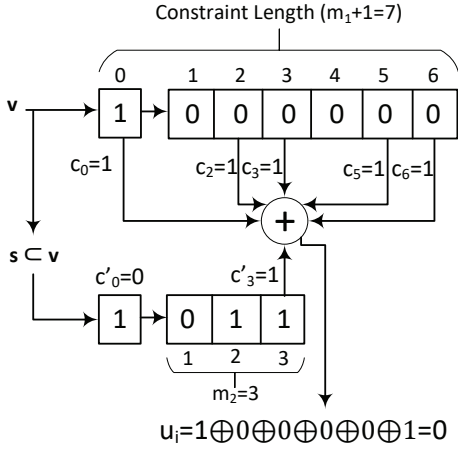 Constraint Length (m₁+1=7)
0 1 2 3 4 5 6
v 1 0 0 0 0 0 0
c₀=1 c₂=1 c₃=1 c₅=1 c₆=1
+
s ⊂ v
c'₀=0 c'₃=1
1 0 1 1
1 2 3
m₂=3
uᵢ=1⊕0⊕0⊕0⊕0⊕1=0